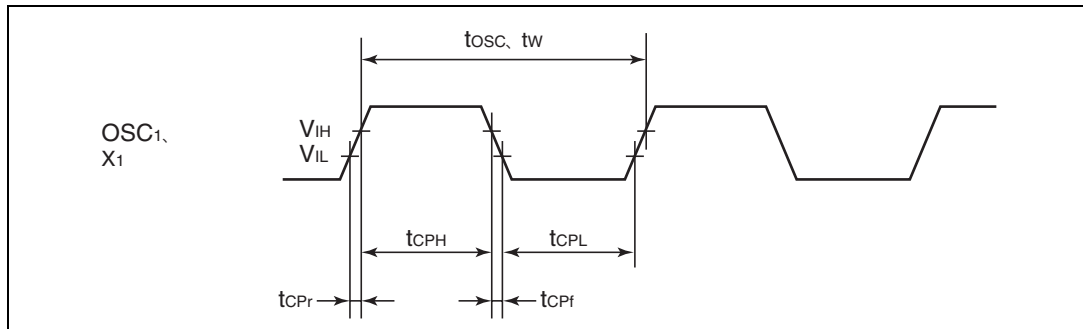 tosc、tw
OSC1、
X1
VIH
VIL
tCPH
tCPL
tCPr
tCPf